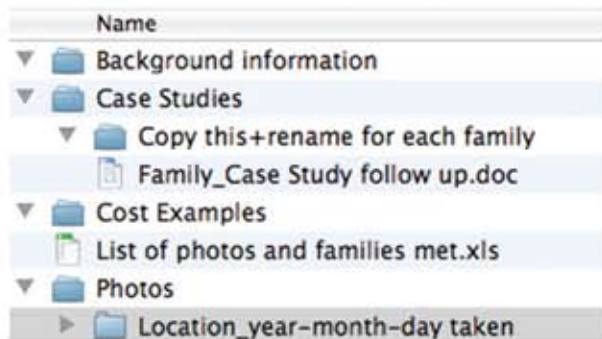 Name
Background information
Case Studies
Copy this+rename for each family
Family_Case Study follow up.doc
Cost Examples
List of photos and families met.xls
Photos
Location_year-month-day taken